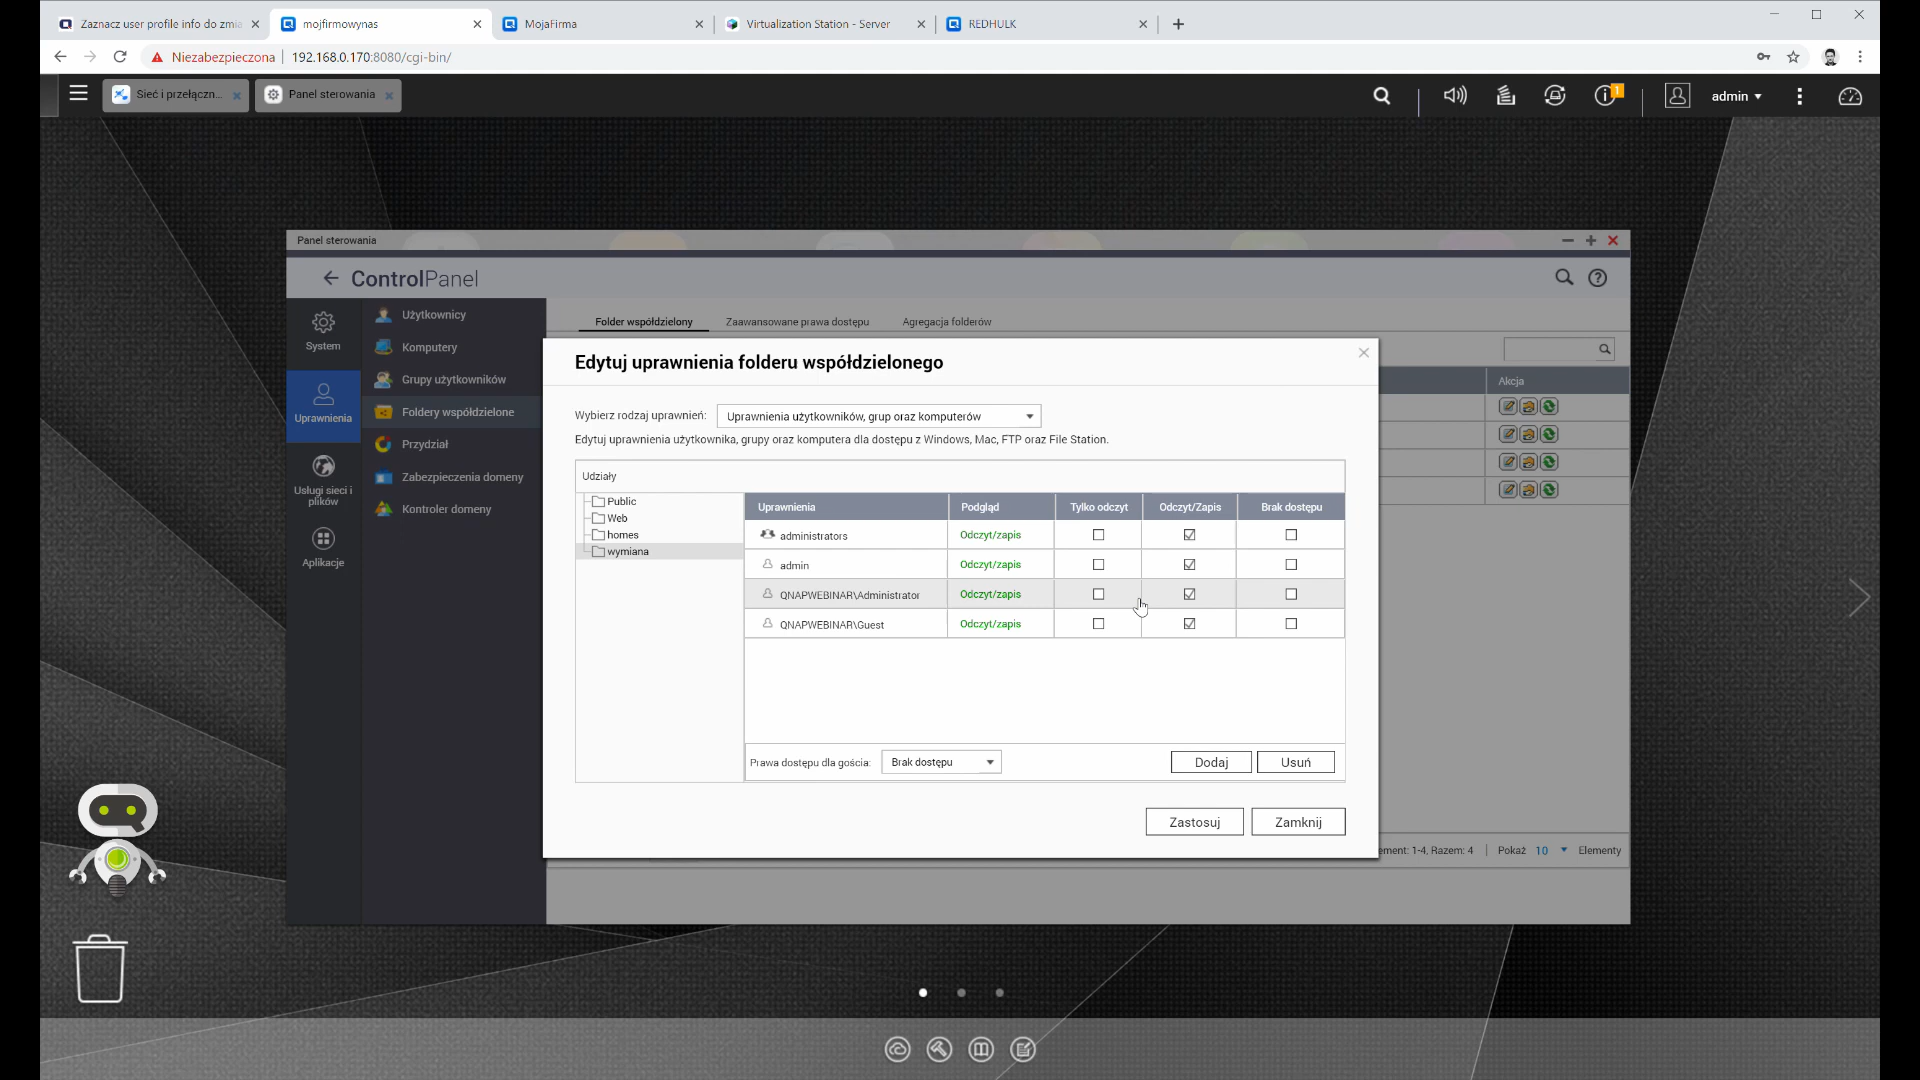 Zaznacz user profile info do zmia
mojfirmowynas
MojaFirma
Virtualization Station - Server
REDHULK
Niezabezpieczona
192.168.0.170:8080/cgi-bin/
Sieć i przełączn...
Panel sterowania
1
admin
Panel sterowania
ControlPanel
System
Uprawnienia
Usługi sieci i
plików
Aplikacje
Użytkownicy
Komputery
Grupy użytkowników
Foldery współdzielone
Przydział
Zabezpieczenia domeny
Kontroler domeny
Folder współdzielony
Zaawansowane prawa dostępu
Agregacja folderów
Akcja
Edytuj uprawnienia folderu współdzielonego
Wybierz rodzaj uprawnień:
Uprawnienia użytkowników, grup oraz komputerów
Edytuj uprawnienia użytkownika, grupy oraz komputera dla dostępu z Windows, Mac, FTP oraz File Station.
Udziały
Public
Web
homes
wymiana
Uprawnienia Podgląd Tylko odczyt Odczyt/Zapis Brak dostępu
administrators Odczyt/zapis
admin Odczyt/zapis
QNAPWEBINAR\Administrator Odczyt/zapis
QNAPWEBINAR\Guest Odczyt/zapis
Prawa dostępu dla gościa: Brak dostępu
Dodaj
Usuń
Zastosuj
Zamknij
ement: 1-4, Razem: 4 | Pokaż 10 Elementy